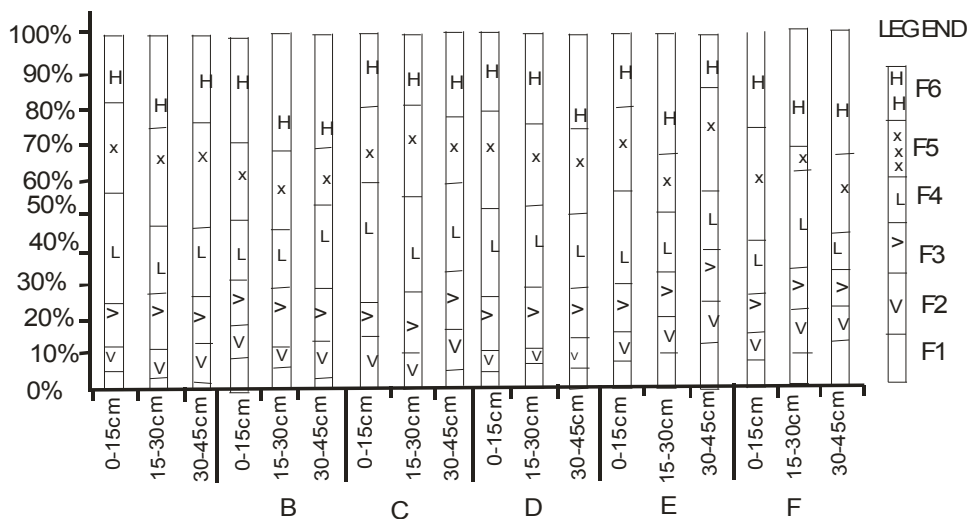 100%
90%
80%
70%
60%
50%
40%
30%
20%
10%
0%
H H H H H H H H H H H H H H H H H H
x x x x x x x x x x x x x x x x x x
L L L L L L L L L L L L L L L L L L
> > > > > > > > > > > > > > > > > >
V V V V V V V V V V V V V V V V V V
0-15cm 15-30cm 30-45cm 0-15cm 15-30cm 30-45cm 0-15cm 15-30cm 30-45cm 0-15cm 15-30cm 30-45cm 0-15cm 15-30cm 30-45cm 0-15cm 15-30cm 30-45cm
B C D E F
LEGEND
H H F6
x x x F5
L F4
> F3
V F2
F1